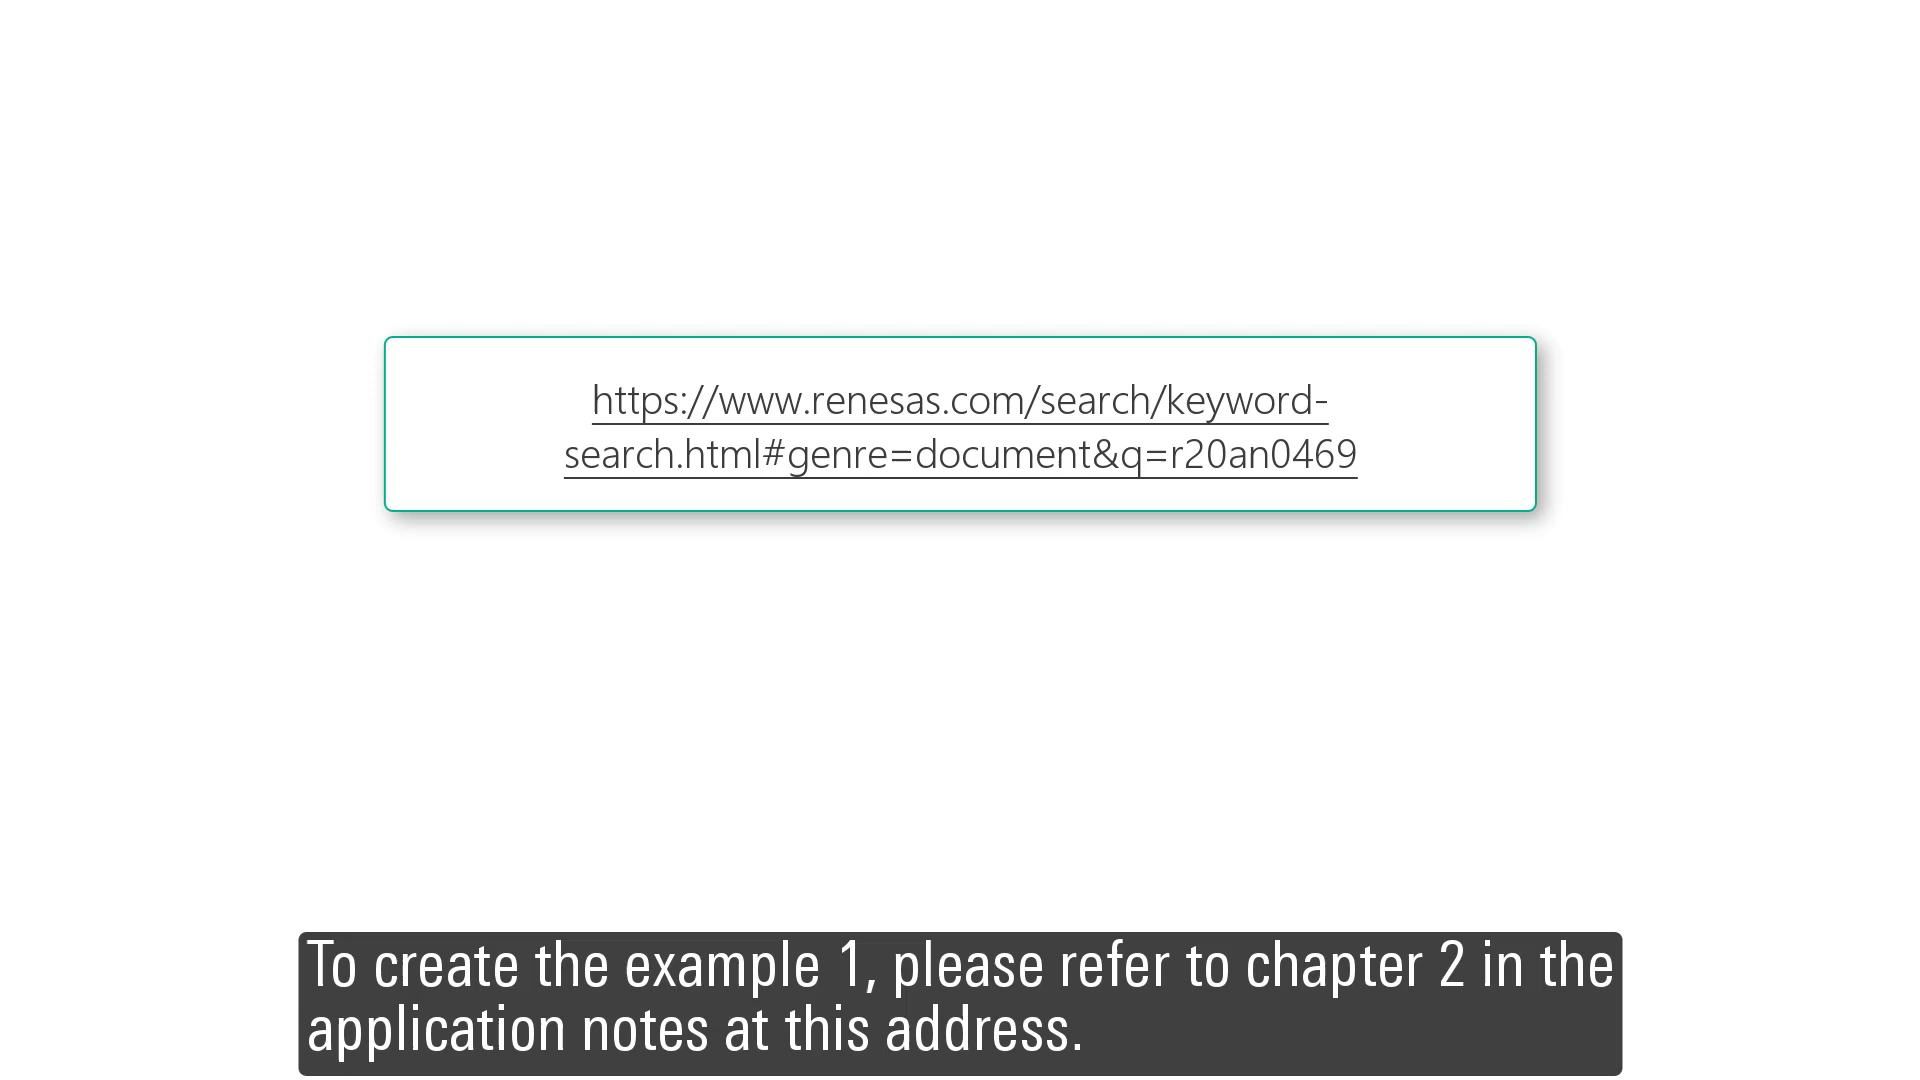 https://www.renesas.com/search/keyword-
search.html#genre=document&q=r20an0469
To create the example 1, please refer to chapter 2 in the
application notes at this address.